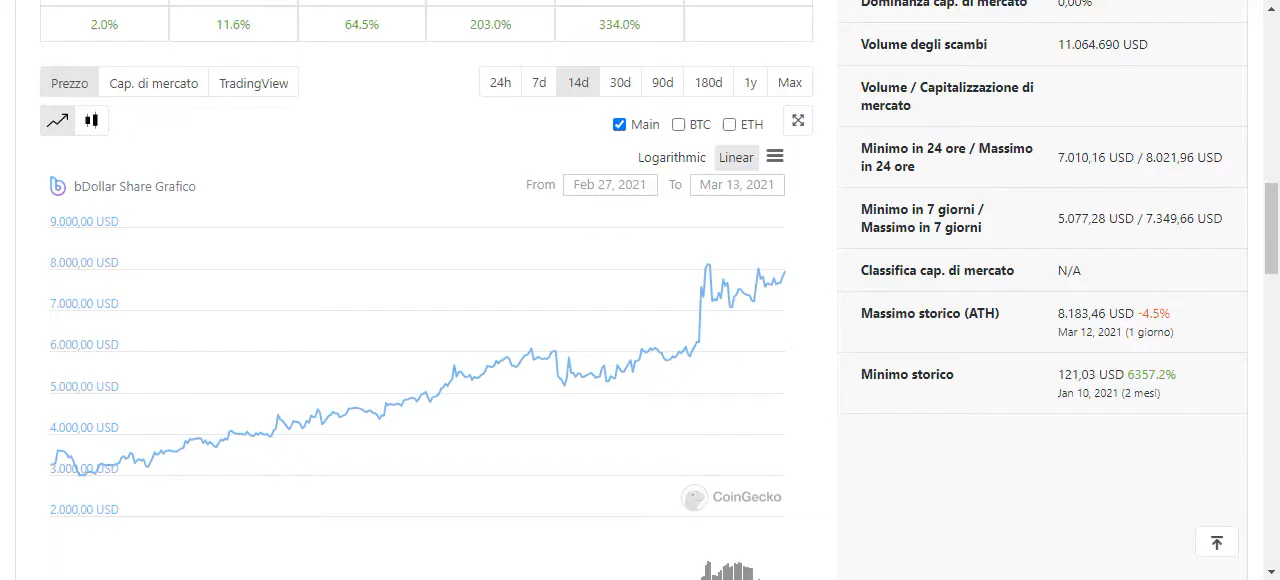 2.0% 11.6% 64.5% 203.0% 334.0%
Prezzo Cap. di mercato TradingView
24h 7d 14d 30d 90d 180d 1y Max
Main BTC ETH
Logarithmic Linear
bDollar Share Grafico
From Feb 27, 2021 To Mar 13, 2021
9.000,00 USD
8.000,00 USD
7.000,00 USD
6.000,00 USD
5.000,00 USD
4.000,00 USD
3.000,00 USD
2.000,00 USD
CoinGecko
Dominanza cap. di mercato 0,00%
Volume degli scambi 11.064.690 USD
Volume / Capitalizzazione di
mercato
Minimo in 24 ore / Massimo
in 24 ore
7.010,16 USD / 8.021,96 USD
Minimo in 7 giorni /
Massimo in 7 giorni
5.077,28 USD / 7.349,66 USD
Classifica cap. di mercato N/A
Massimo storico (ATH) 8.183,46 USD -4.5%
Mar 12, 2021 (1 giorno)
Minimo storico 121,03 USD 6357.2%
Jan 10, 2021 (2 mesi)